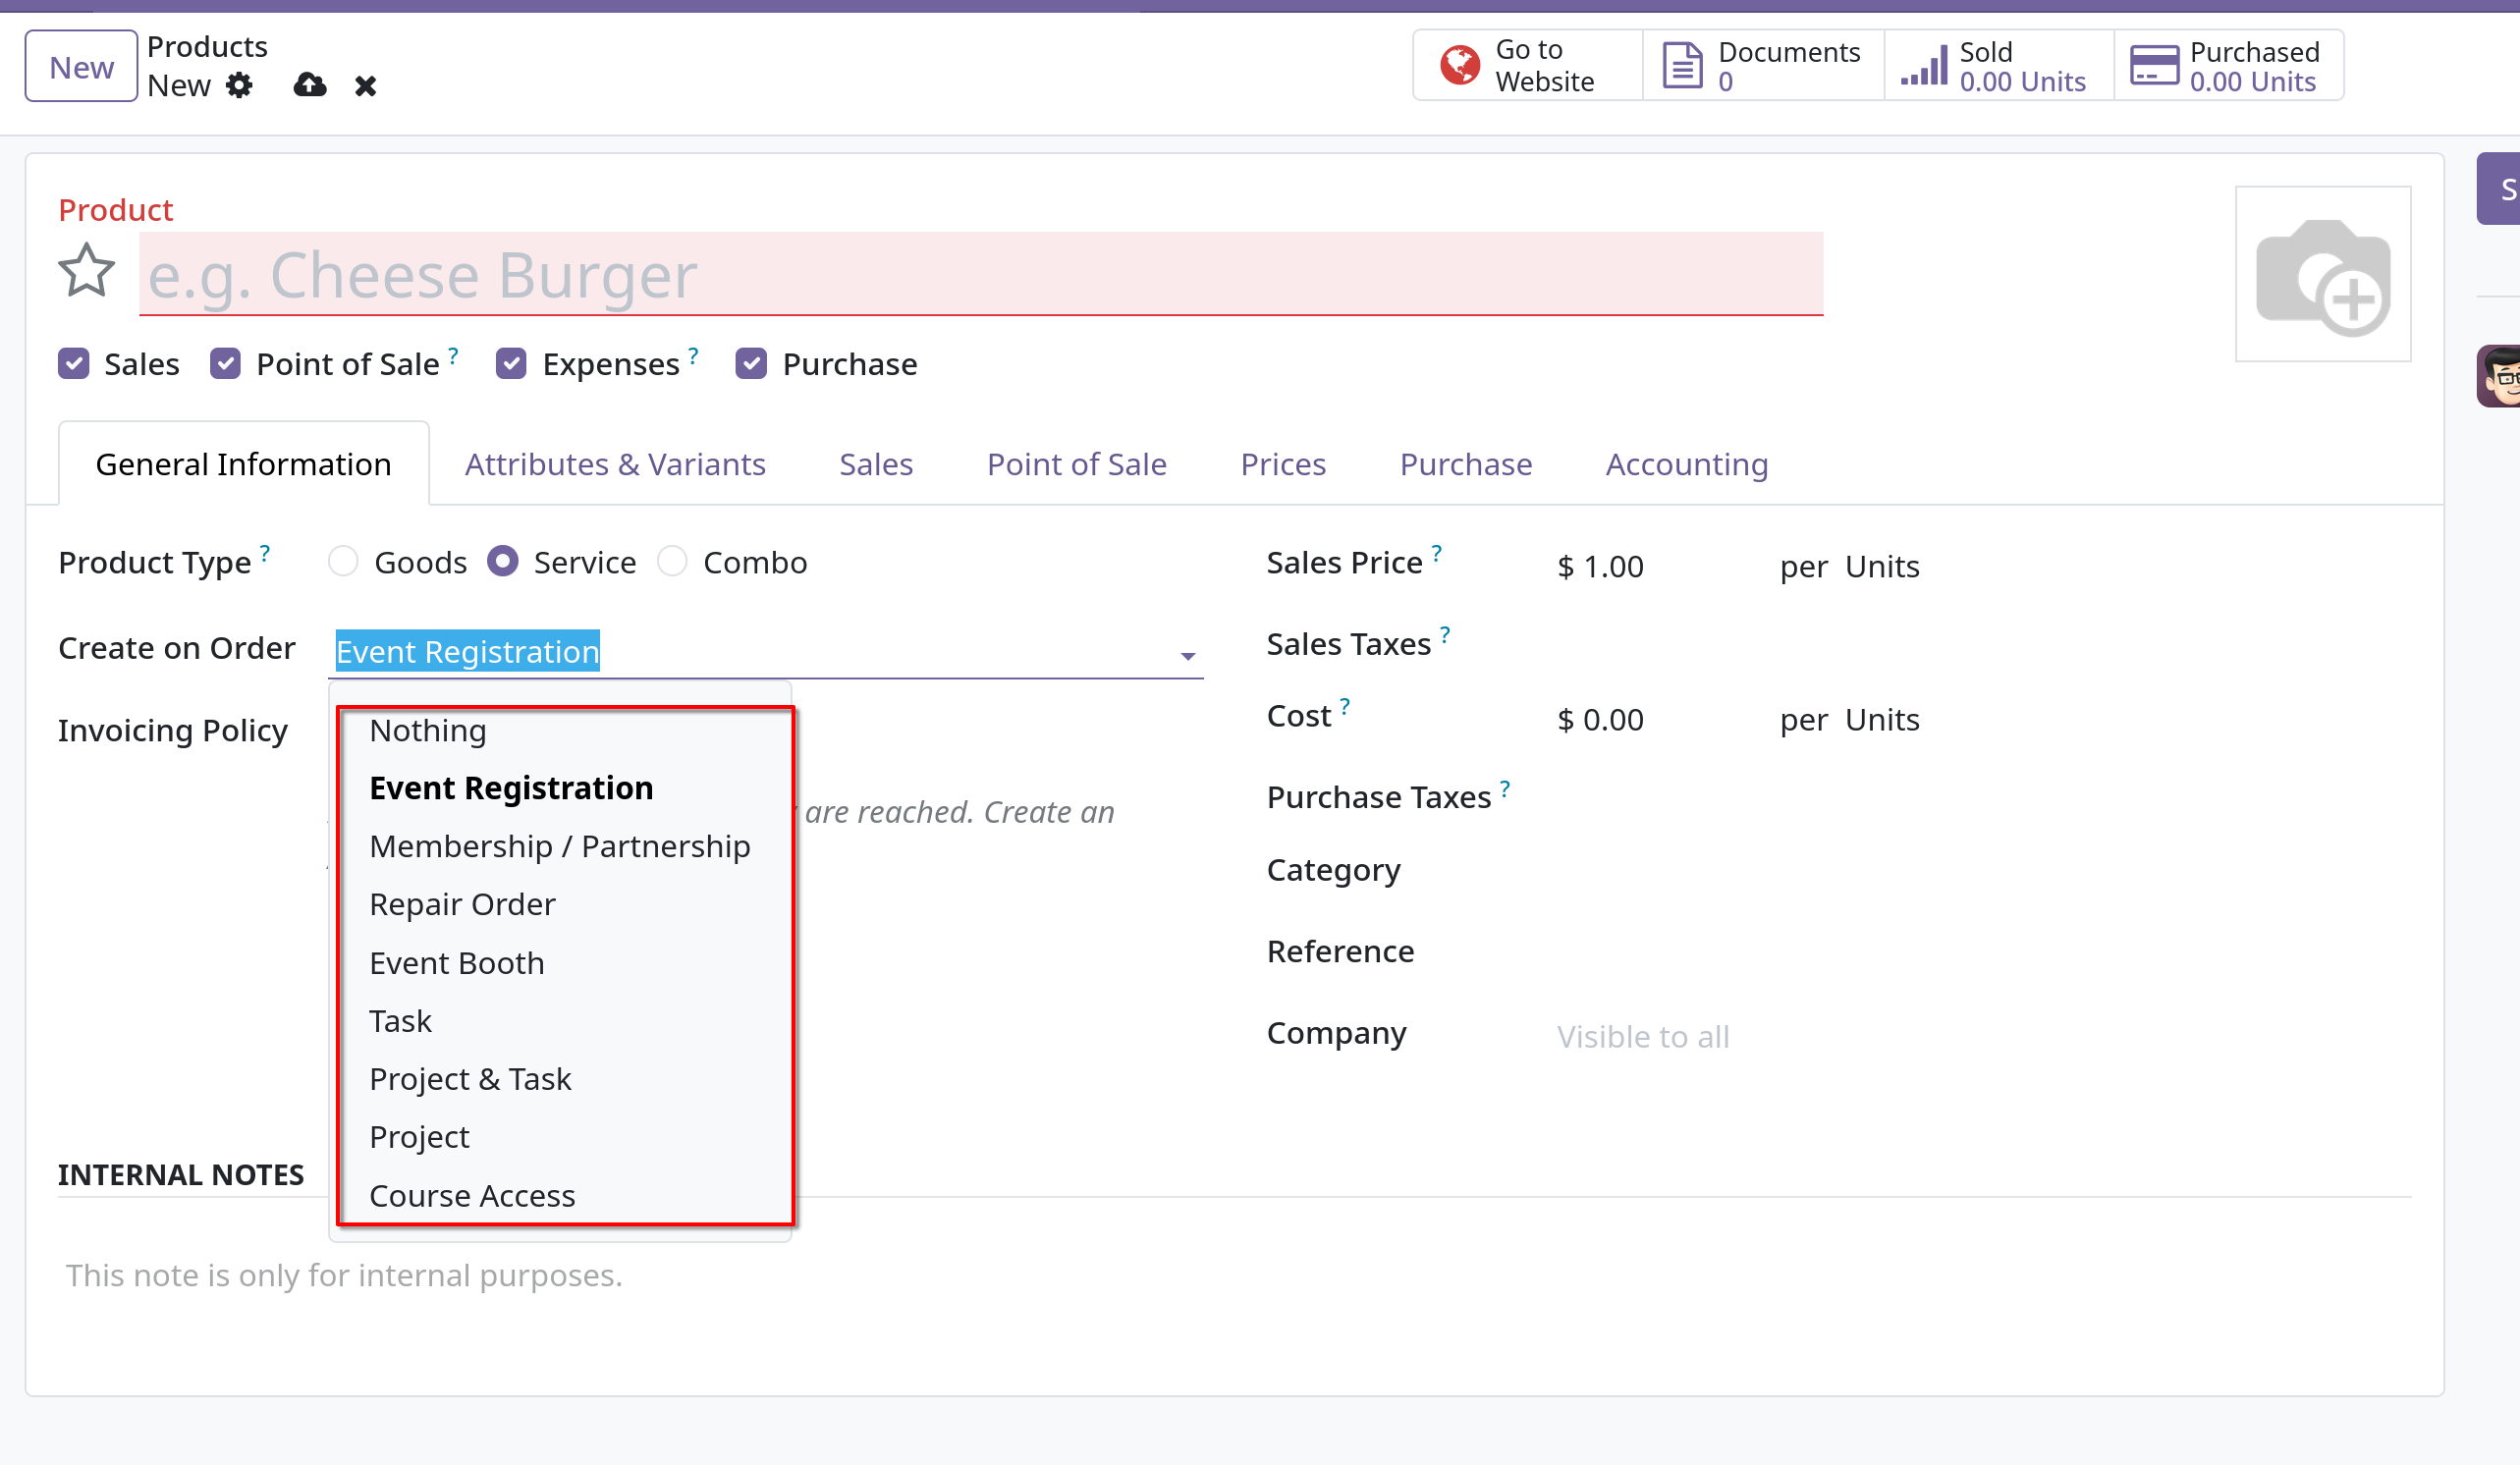 New
Products
New
Go to
Website
Documents
0
Sold
0.00 Units
Purchased
0.00 Units
S
Product
e.g. Cheese Burger
Sales
Point of Sale ?
Expenses ?
Purchase
General Information
Attributes & Variants
Sales
Point of Sale
Prices
Purchase
Accounting
Product Type ?
Goods
Service
Combo
Create on Order
Event Registration
Invoicing Policy
Nothing
Event Registration
Membership / Partnership
Repair Order
Event Booth
Task
Project & Task
Project
Course Access
are reached. Create an
Sales Price ?
$ 1.00
per Units
Sales Taxes ?
Cost ?
$ 0.00
per Units
Purchase Taxes ?
Category
Reference
Company
Visible to all
INTERNAL NOTES
This note is only for internal purposes.